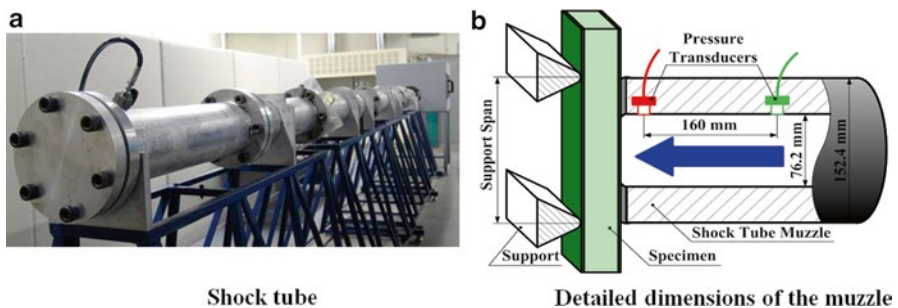 a
Shock tube
b
Pressure
Transducers
Support Span
160 mm
76.2 mm
152.4 mm
Shock Tube Muzzle
Support
Specimen
Detailed dimensions of the muzzle